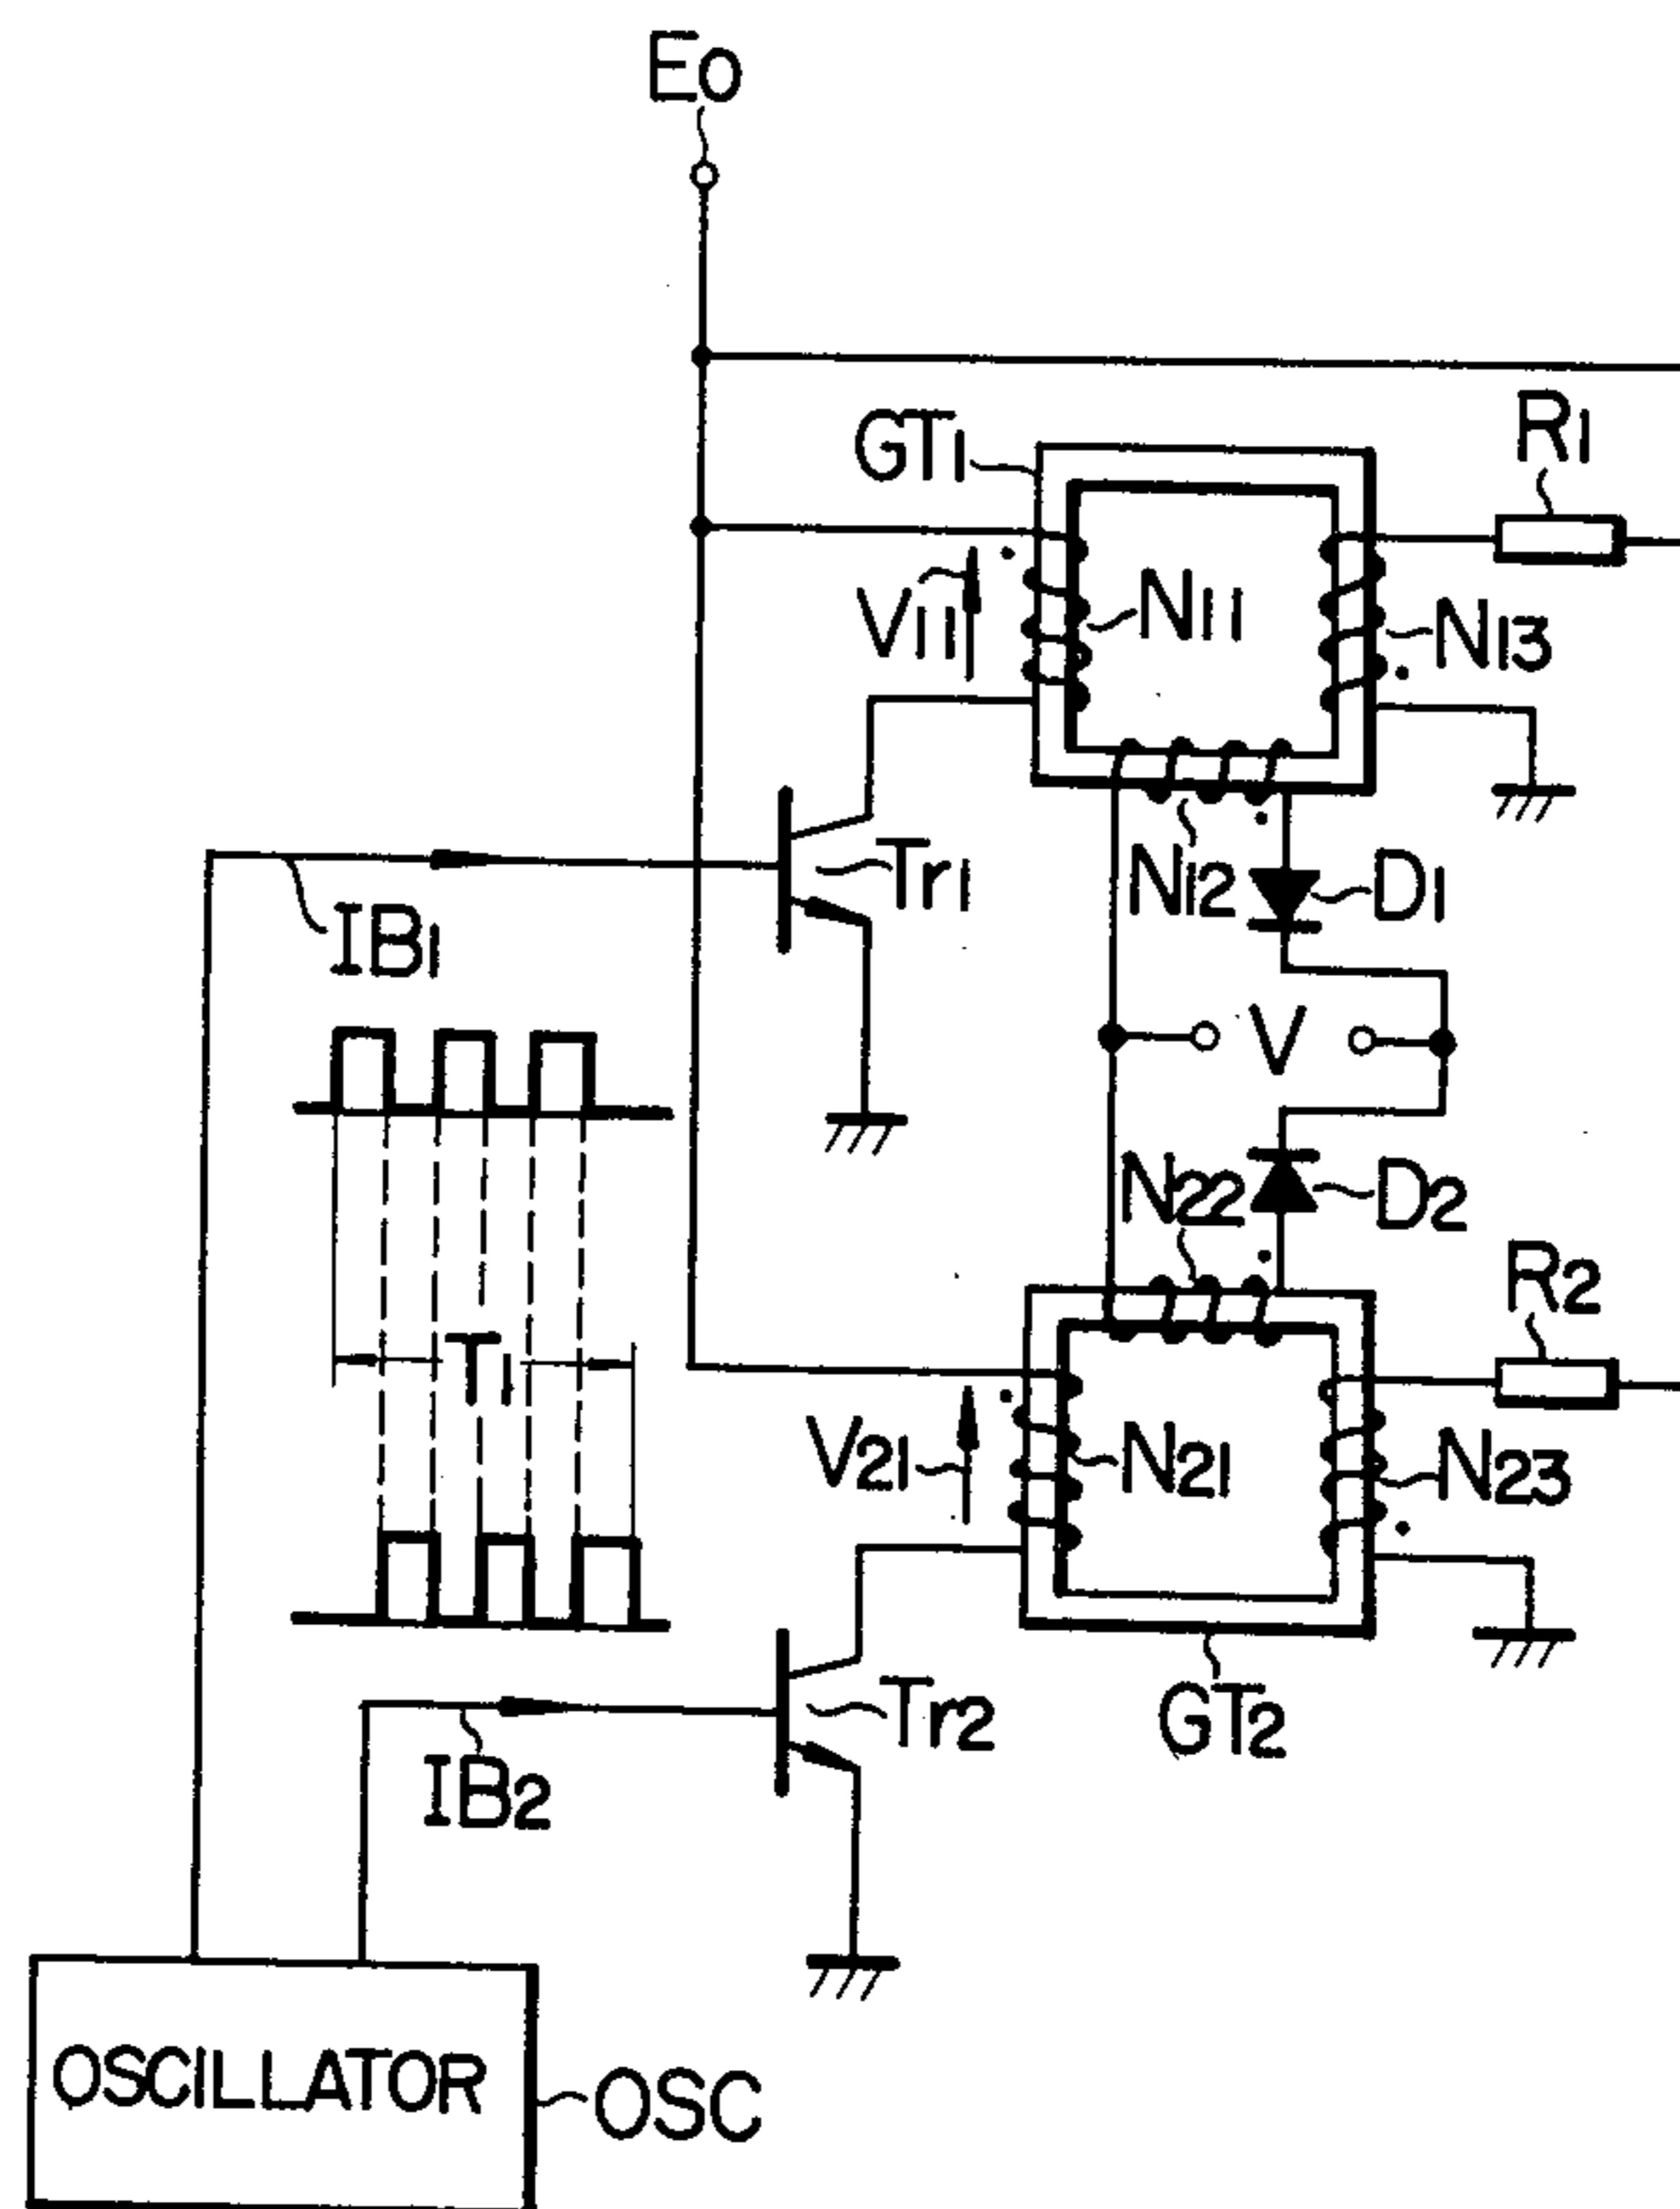 Eo
GT1
R1
V11
N11
N13
Tr1
N12
D1
IB1
V
N22
D2
R2
T1
V21
N21
N23
Tr2
GT2
IB2
OSCILLATOR
OSC